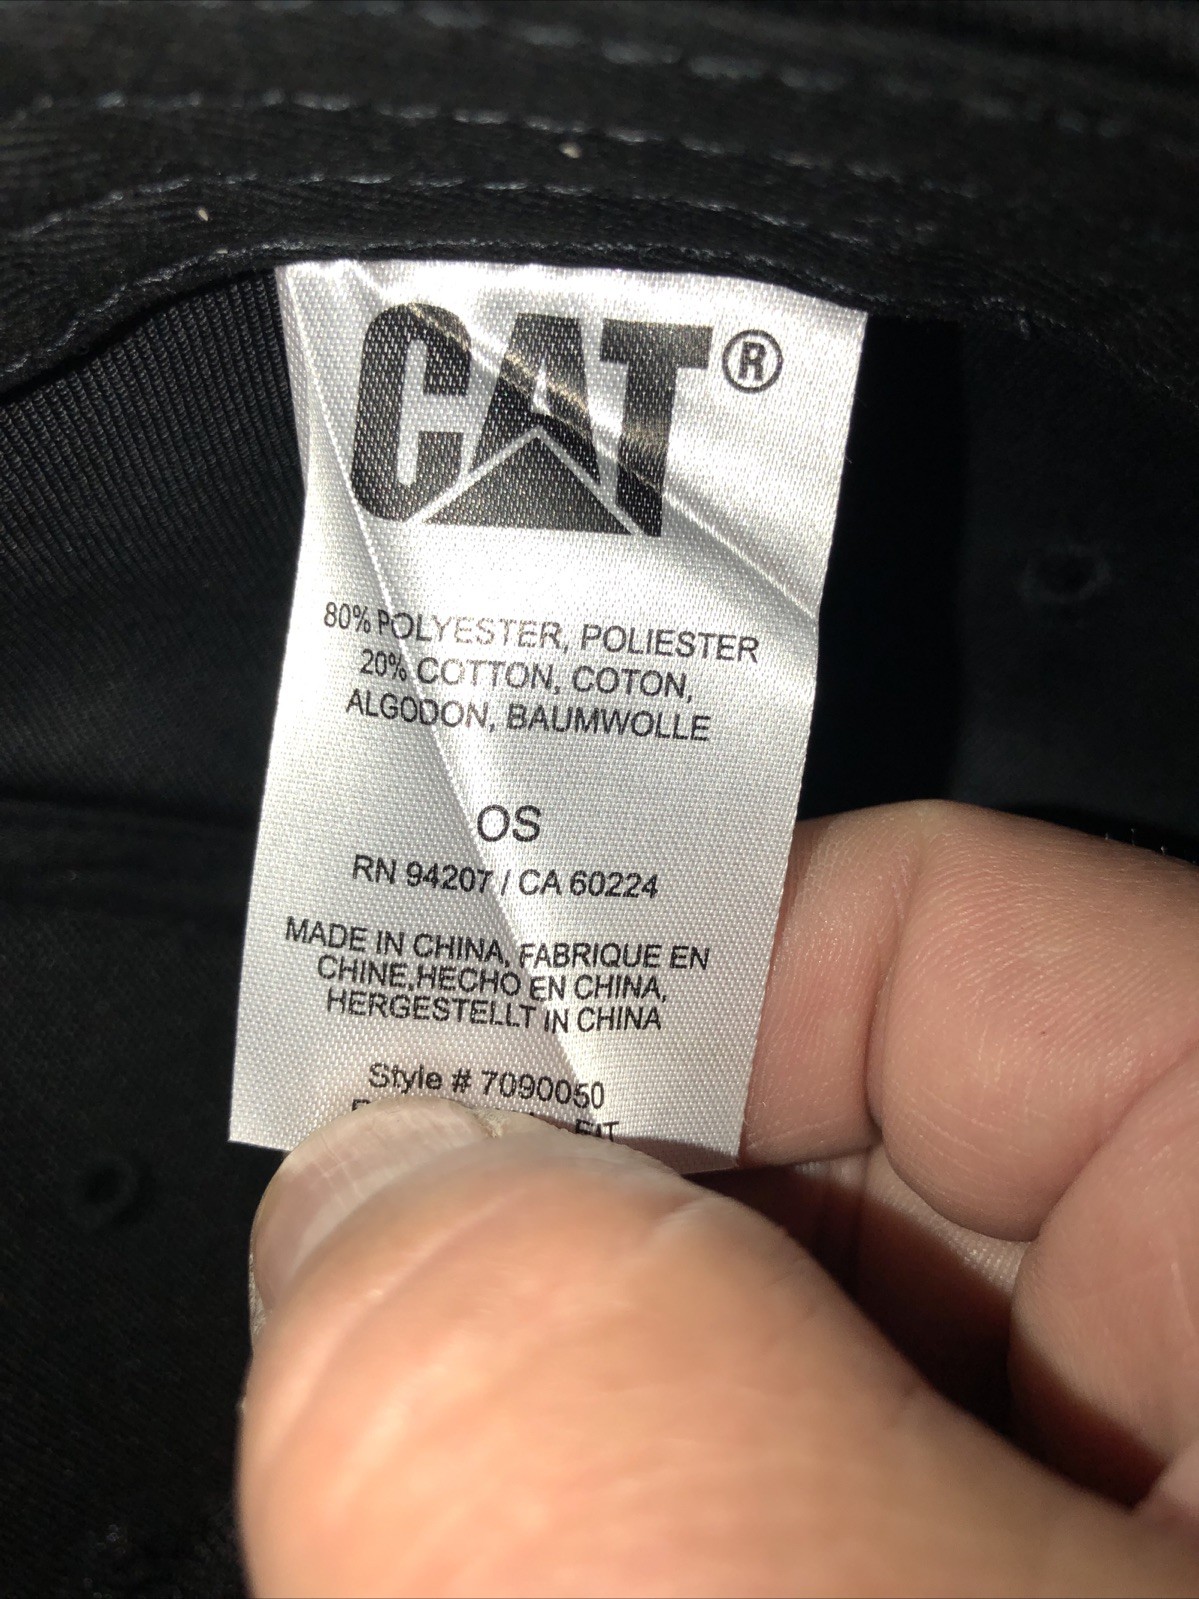 CAT®
80% POLYESTER, POLIESTER
20% COTTON, COTON,
ALGODON, BAUMWOLLE
OS
RN 94207 / CA 60224
MADE IN CHINA, FABRIQUE EN
CHINE,HECHO EN CHINA,
HERGESTELLT IN CHINA
Style # 7090050